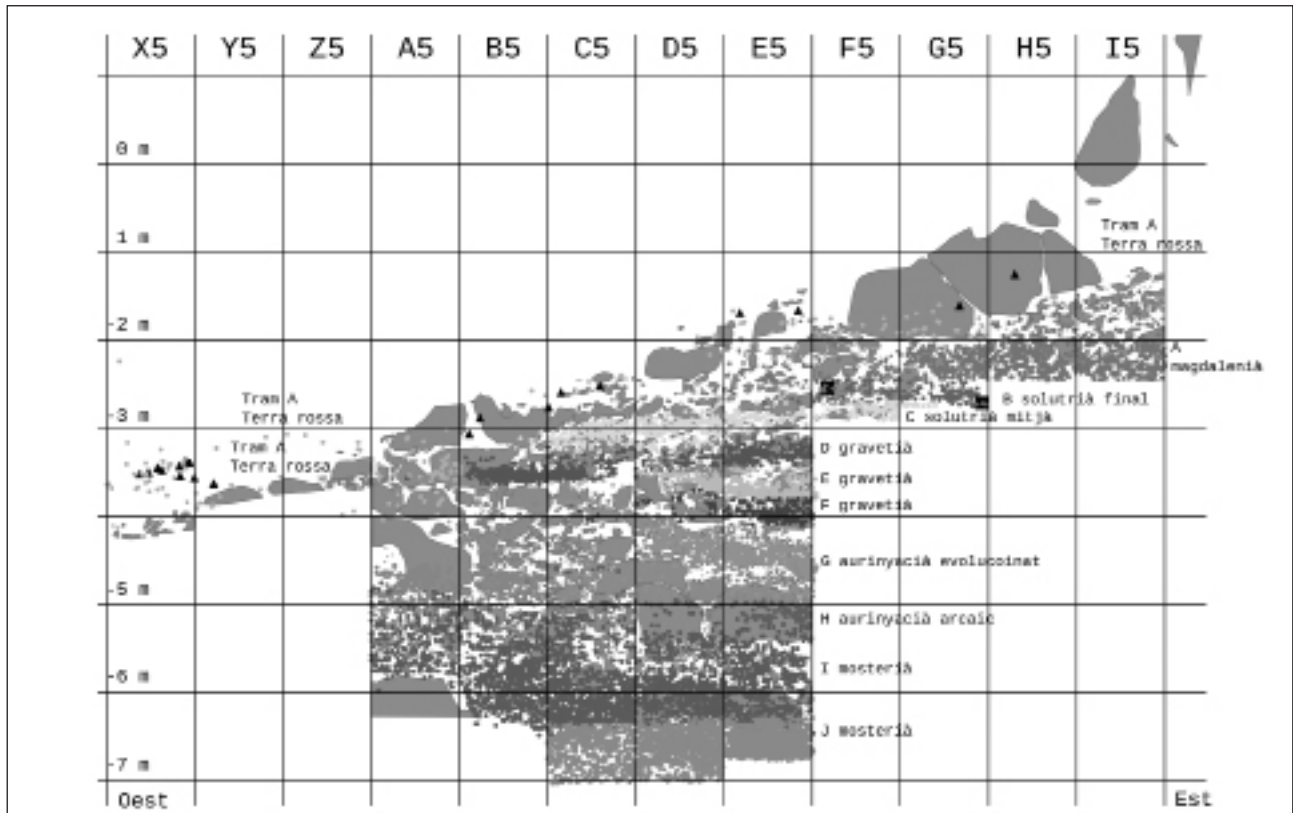 X5 Y5 Z5 A5 B5 C5 D5 E5 F5 G5 H5 I5
0 m
1 m
Tram A
Terra rossa
-2 m
A
magdalenià
Tram A
Terra rossa
B solutrià final
-3 m
C solutrià mitjà
Tram A
Terra rossa
D gravetià
E gravetià
F gravetià
-4 m
G aurinyacià evolucoinat
-5 m
H aurinyacià arcaic
I mosterià
-6 m
J mosterià
-7 m
Oest
Est